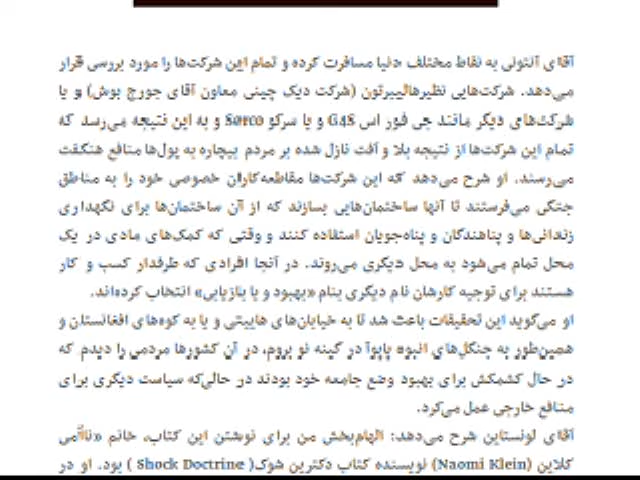 آقای آنتونی به نقاط مختلف دنیا مسافرت کرده و تمام این شرکت‌ها را مورد بررسی قرار
می‌دهد. شرکت‌هایی نظیرهالیبرتون (شرکت دیک چینی معاون آقای جورج بوش) و یا
شرکت‌های دیگر مانند جی فور اس G4S و یا سرکو Serco و به این نتیجه می‌رسد که
تمام این شرکت‌ها از نتیجه بلا و آفت نازل شده بر مردم بیچاره به پول‌ها منافع هنگفت
می‌رسند. او شرح می‌دهد که این شرکت‌ها مقاطعه‌کاران خصوصی خود را به مناطق
جنگی می‌فرستند تا آنها ساختمان‌هایی بسازند که از آن ساختمان‌ها برای نگهداری
زندانی‌ها و پناهندگان و پناه‌جویان استفاده کنند و وقتی که کمک‌های مادی در یک
محل تمام می‌شود به محل دیگری می‌روند. در آنجا افرادی که طرفدار کسب و کار
هستند برای توجیه کارشان نام دیگری بنام «بهبود و یا بازیابی» انتخاب کرده‌اند.
او می‌گوید این تحقیقات باعث شد تا به خیابان‌های هاییتی و یا به کوه‌های افغانستان و
همین‌طور به جنگل‌های انبوه پاپوآ در گینه نو بروم، در آن کشورها مردمی را دیدم که
در حال کشمکش برای بهبود وضع جامعه خود بودند در حالی‌که سیاست دیگری برای
منافع خارجی عمل می‌کرد.
آقای لونستاین شرح می‌دهد: الهام‌بخش من برای نوشتن این کتاب، خانم «نااُمی
کلاین (Naomi Klein) نویسنده کتاب دکترین شوک( Shock Doctrine ) بود. او در